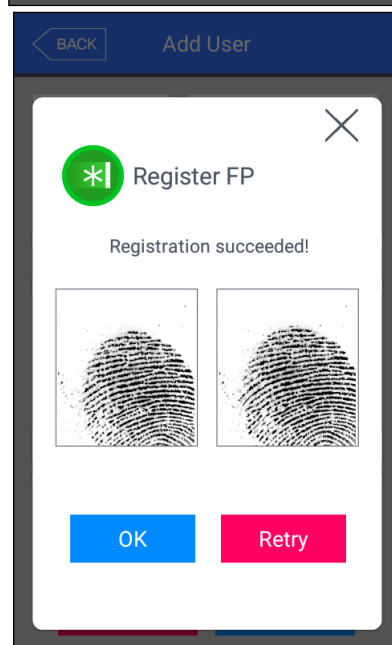 BACK
Add User
Register FP
Registration succeeded!
OK
Retry